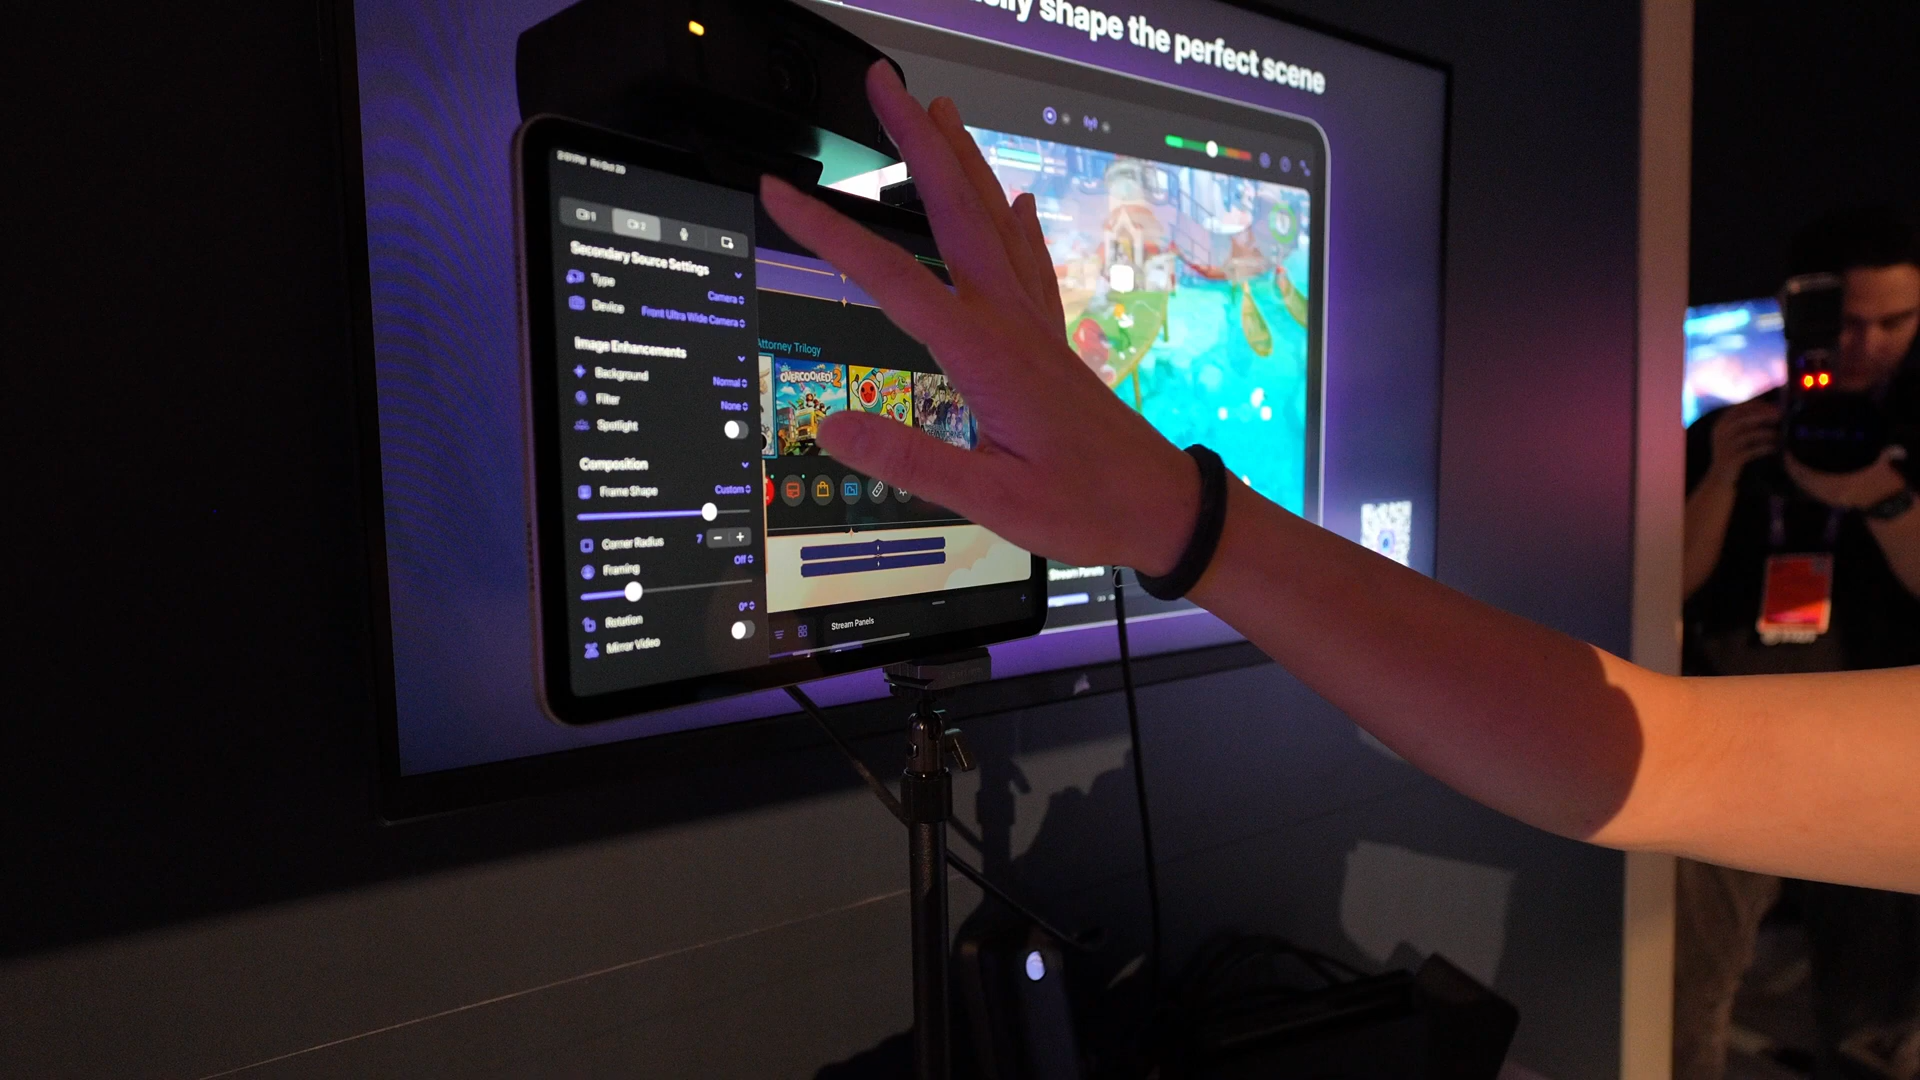 shape the perfect scene
Secondary Source Settings
Type
Camera
Device
Front Ultra Wide Camera
Image Enhancements
Background
Normal
Filter
None
Spotlight
Composition
Frame Shape
Custom
Corner Radius
7
− +
Framing
Off
Rotation
0°
Mirror Video
Attorney Trilogy
OVERCOOKED! 2
Stream Panels
Stream Panels